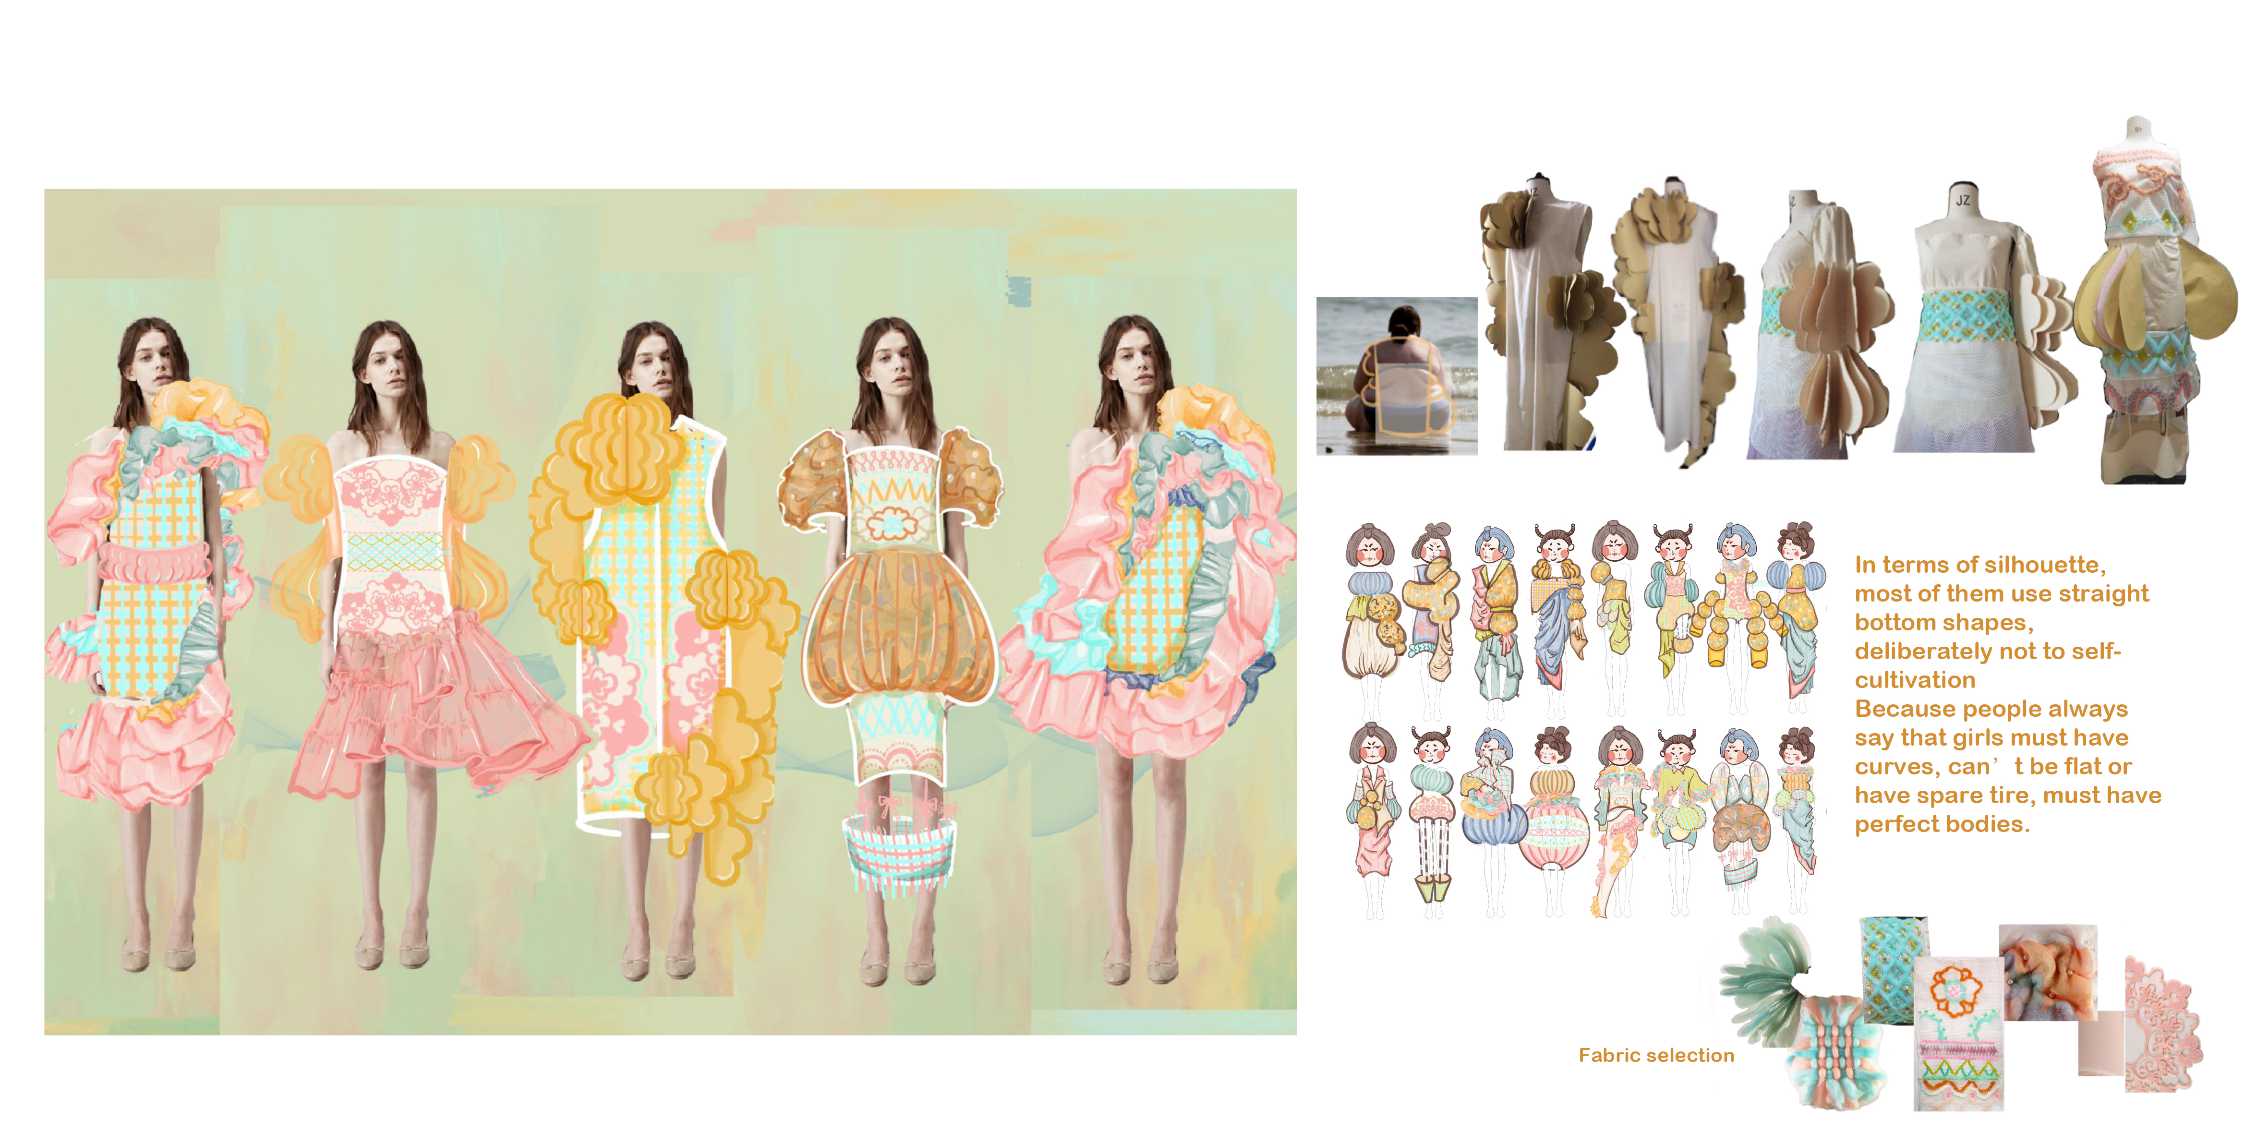 JZ
In terms of silhouette,
most of them use straight
bottom shapes,
deliberately not to self-
cultivation
Because people always
say that girls must have
curves, can’t be flat or
have spare tire, must have
perfect bodies.
Fabric selection